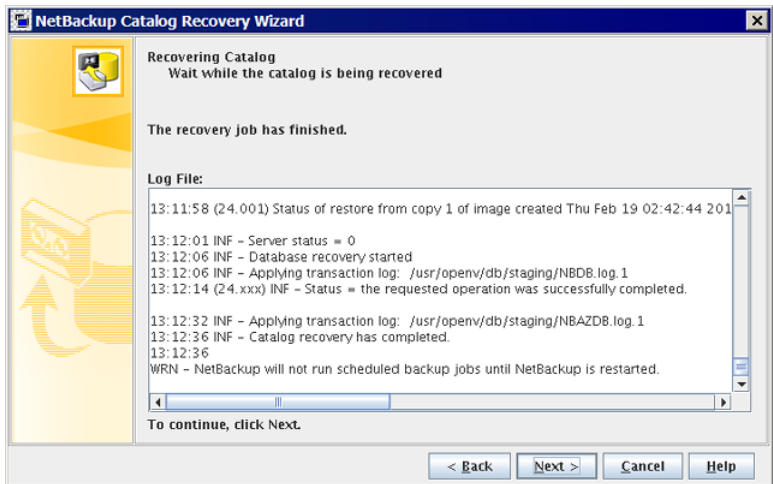 NetBackup Catalog Recovery Wizard
Recovering Catalog
Wait while the catalog is being recovered
The recovery job has finished.
Log File:
13:11:58 (24.001) Status of restore from copy 1 of image created Thu Feb 19 02:42:44 201
13:12:01 INF – Server status = 0
13:12:06 INF – Database recovery started
13:12:06 INF – Applying transaction log: /usr/openv/db/staging/NBDB.log.1
13:12:14 (24.xxx) INF – Status = the requested operation was successfully completed.
13:12:32 INF – Applying transaction log: /usr/openv/db/staging/NBAZDB.log.1
13:12:36 INF – Catalog recovery has completed.
13:12:36
WRN – NetBackup will not run scheduled backup jobs until NetBackup is restarted.
To continue, click Next.
< Back Next > Cancel Help